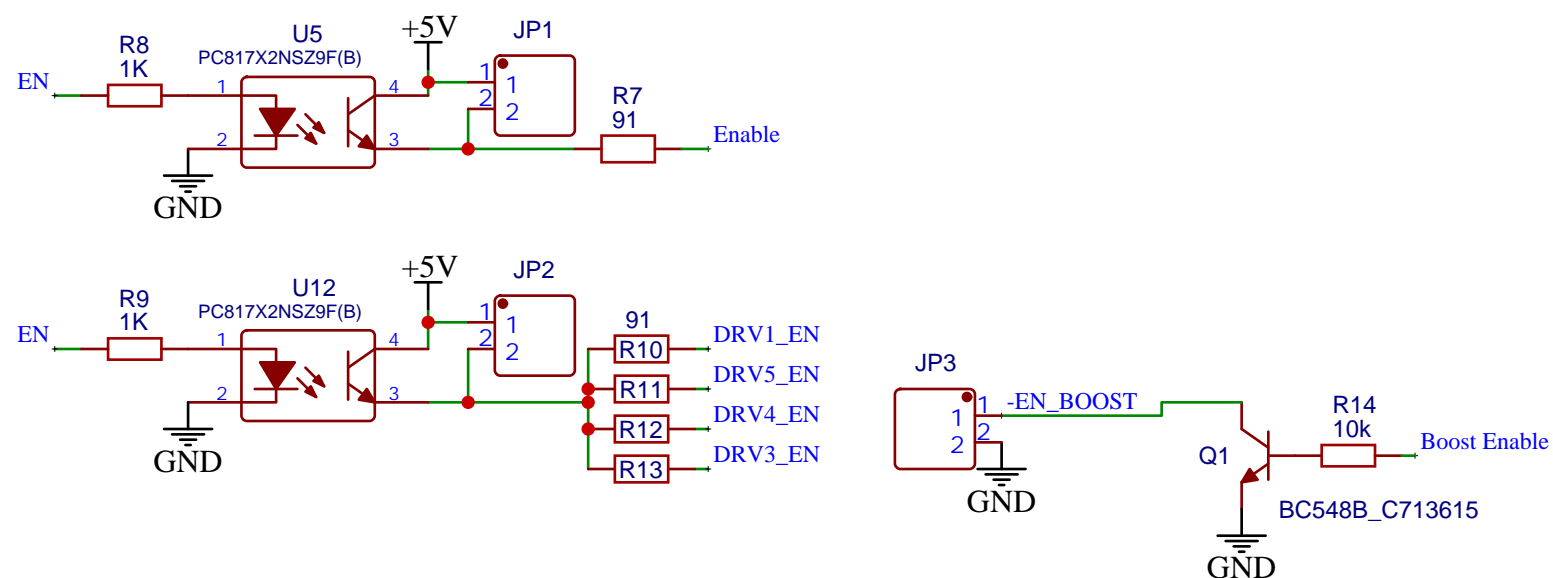 R8
1K
EN
U5
PC817X2NSZ9F(B)
1
2
4
3
+5V
JP1
1
2
1
2
R7
91
Enable
GND
R9
1K
EN
U12
PC817X2NSZ9F(B)
1
2
4
3
+5V
JP2
1
2
1
2
91
R10
DRV1_EN
R11
DRV5_EN
R12
DRV4_EN
R13
DRV3_EN
GND
JP3
1
2
1
2
-EN_BOOST
GND
Q1
R14
10k
Boost Enable
BC548B_C713615
GND